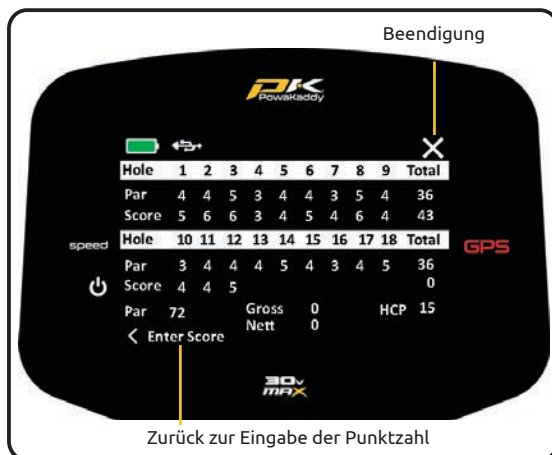 Beendigung
PK
PowaKaddy
Hole 1 2 3 4 5 6 7 8 9 Total
Par 4 4 5 3 4 4 3 5 4 36
Score 5 6 6 3 4 5 4 6 4 43
speed
Hole 10 11 12 13 14 15 16 17 18 Total
GPS
Par 3 4 4 4 5 4 3 4 5 36
Score 4 4 5 0
Par 72 Gross 0 HCP 15
Nett 0
< Enter Score
30v
MAX
Zurück zur Eingabe der Punktzahl